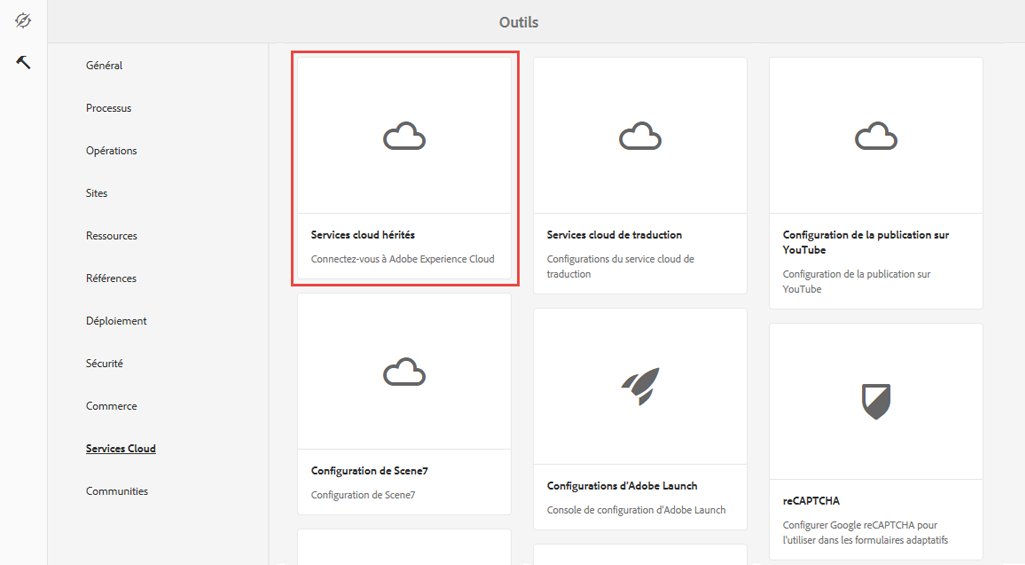 Outils
Général
Processus
Opérations
Sites
Ressources
Références
Déploiement
Sécurité
Commerce
Services Cloud
Communities
Services cloud hérités
Connectez-vous à Adobe Experience Cloud
Services cloud de traduction
Configurations du service cloud de
traduction
Configuration de la publication sur
YouTube
Configuration de la publication sur
YouTube
Configuration de Scene7
Configuration de Scene7
Configurations d'Adobe Launch
Console de configuration d'Adobe Launch
reCAPTCHA
Configurer Google reCAPTCHA pour
l'utiliser dans les formulaires adaptatifs